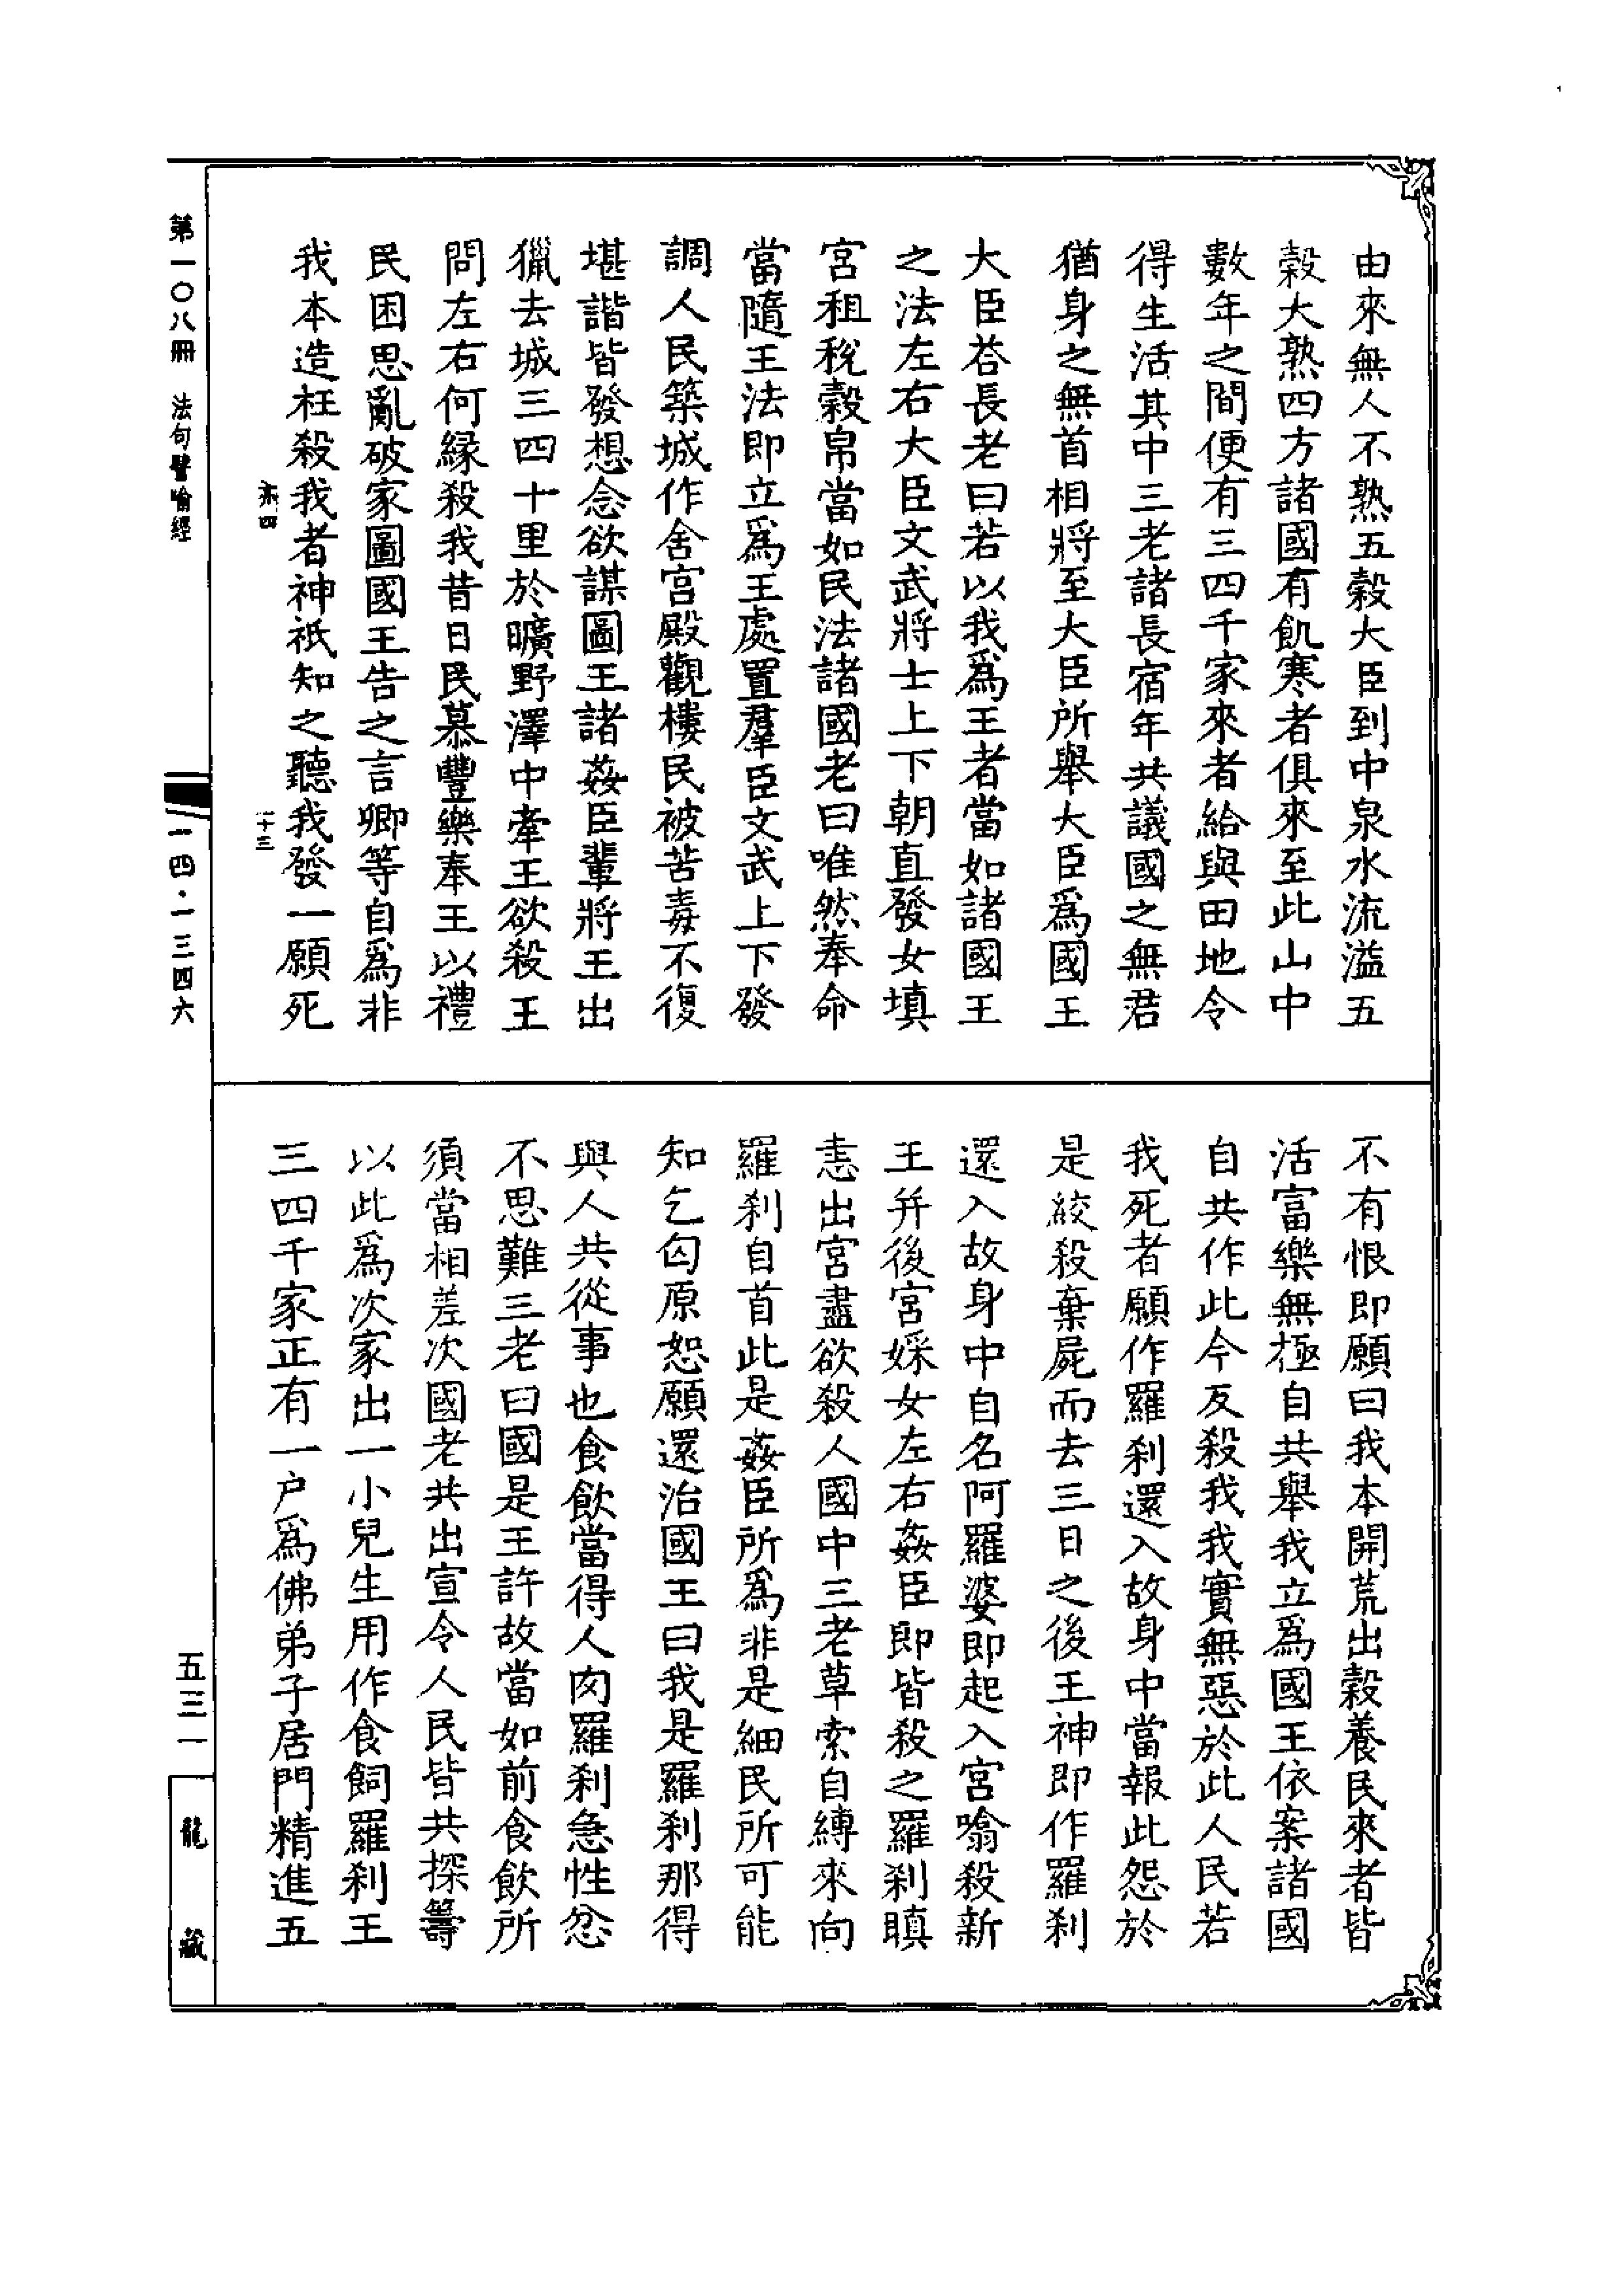 由來無人不熟五穀大臣到中泉水流溢五
穀大熟四方諸國有飢寒者俱來至此山中
數年之間便有三四千家來者給與田地令
得生活其中三老諸長宿年共議國之無君
猶身之無首相將至大臣所舉大臣爲國王
大臣荅長老曰若以我爲王者當如諸國王
之法左右大臣文武將士上下朝直發女填
宮租稅穀帛當如民法諸國老曰唯然奉命
當隨王法即立爲王處置羣臣文武上下發
調人民築城作舍宮殿觀樓民被苦毒不復
堪諧皆發想念欲謀圖王諸姦臣輩將王出
獵去城三四十里於曠野澤中牽王欲殺王
問左右何緣殺我昔日民慕豐樂奉王以禮
民困思亂破家圖國王告之言卿等自爲非
我本造枉殺我者神祇知之聽我發一願死
亦四
十三
不有恨即願曰我本開荒出穀養民來者皆
活富樂無極自共舉我立爲國王依案諸國
自共作此今反殺我我實無惡於此人民若
我死者願作羅刹還入故身中當報此怨於
是絞殺棄屍而去三日之後王神即作羅刹
還入故身中自名阿羅婆即起入宮噏殺新
王并後宮婇女左右姦臣即皆殺之羅刹瞋
恚出宮盡欲殺人國中三老草索自縛來向
羅刹自首此是姦臣所爲非是細民所可能
知乞匃原恕願還治國王曰我是羅刹那得
與人共從事也食飲當得人肉羅刹急性忿
不思難三老曰國是王許故當如前食飲所
須當相差次國老共出宣令人民皆共探籌
以此爲次家出一小兒生用作食飼羅刹王
三四千家正有一户爲佛弟子居門精進五
第一〇八冊 法句譬喻經
一四·一三四六
五三一
龍藏